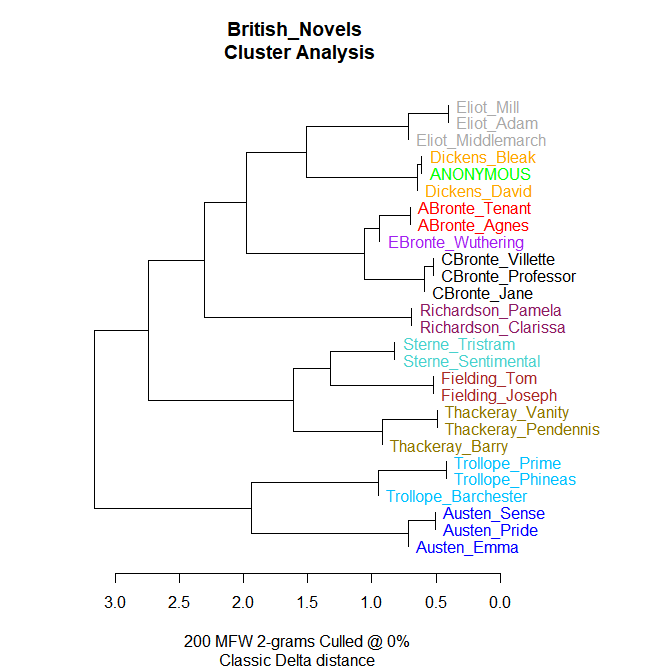 British_Novels
Cluster Analysis
Eliot_Mill
Eliot_Adam
Eliot_Middlemarch
Dickens_Bleak
ANONYMOUS
Dickens_David
ABronte_Tenant
ABronte_Agnes
EBronte_Wuthering
CBronte_Villette
CBronte_Professor
CBronte_Jane
Richardson_Pamela
Richardson_Clarissa
Sterne_Tristram
Sterne_Sentimental
Fielding_Tom
Fielding_Joseph
Thackeray_Vanity
Thackeray_Pendennis
Thackeray_Barry
Trollope_Prime
Trollope_Phineas
Trollope_Barchester
Austen_Sense
Austen_Pride
Austen_Emma
3.0 2.5 2.0 1.5 1.0 0.5 0.0
200 MFW 2-grams Culled @ 0%
Classic Delta distance